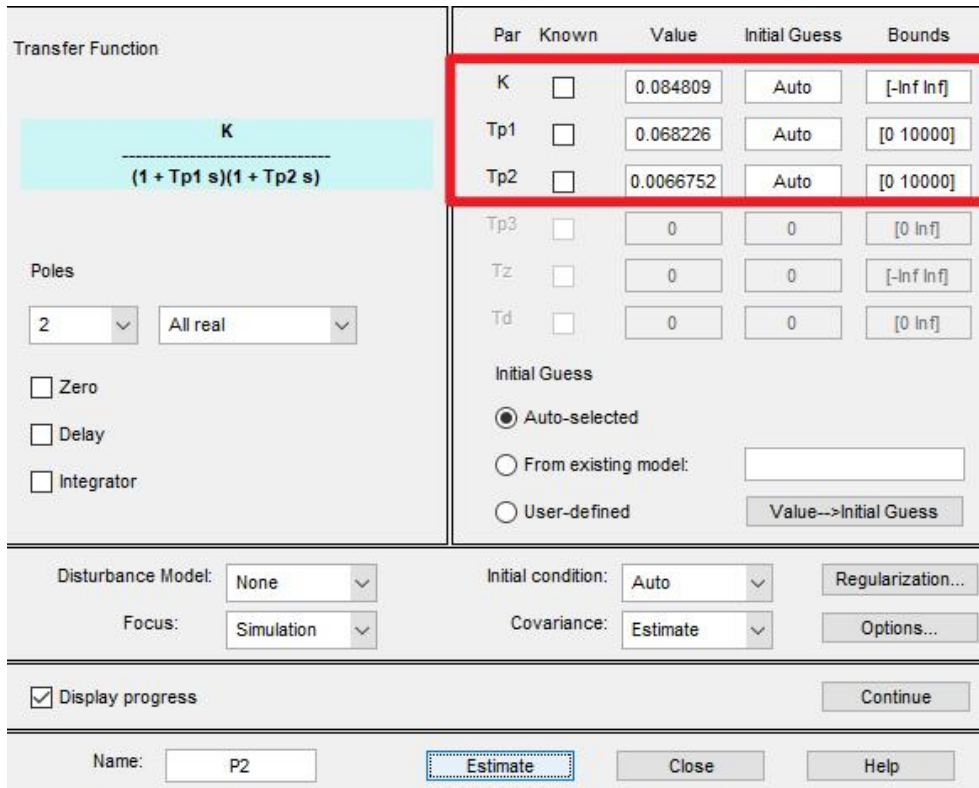 Transfer Function
K
------------------------------
(1 + Tp1 s)(1 + Tp2 s)
Poles
2 All real
Zero
Delay
Integrator
Par Known Value Initial Guess Bounds
K 0.084809 Auto [-Inf Inf]
Tp1 0.068226 Auto [0 10000]
Tp2 0.0066752 Auto [0 10000]
Tp3 0 0 [0 Inf]
Tz 0 0 [-Inf Inf]
Td 0 0 [0 Inf]
Initial Guess
Auto-selected
From existing model:
User-defined Value-->Initial Guess
Disturbance Model: None Initial condition: Auto Regularization...
Focus: Simulation Covariance: Estimate Options...
Display progress Continue
Name: P2 Estimate Close Help